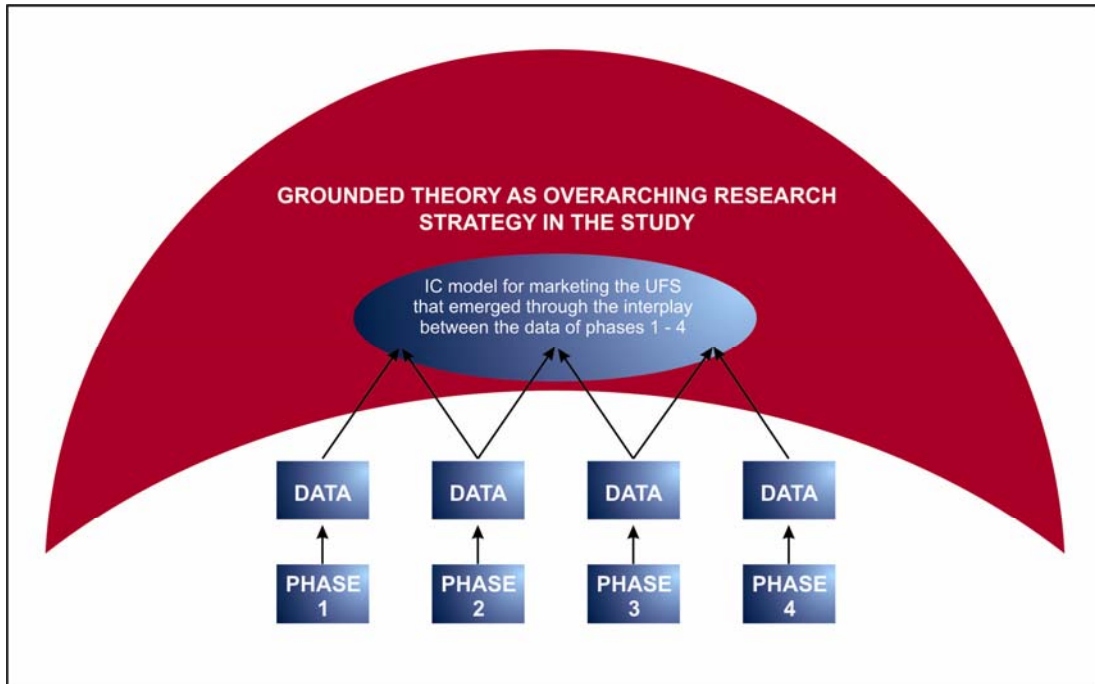 GROUNDED THEORY AS OVERARCHING RESEARCH
STRATEGY IN THE STUDY
IC model for marketing the UFS
that emerged through the interplay
between the data of phases 1 - 4
DATA
DATA
DATA
DATA
PHASE
1
PHASE
2
PHASE
3
PHASE
4